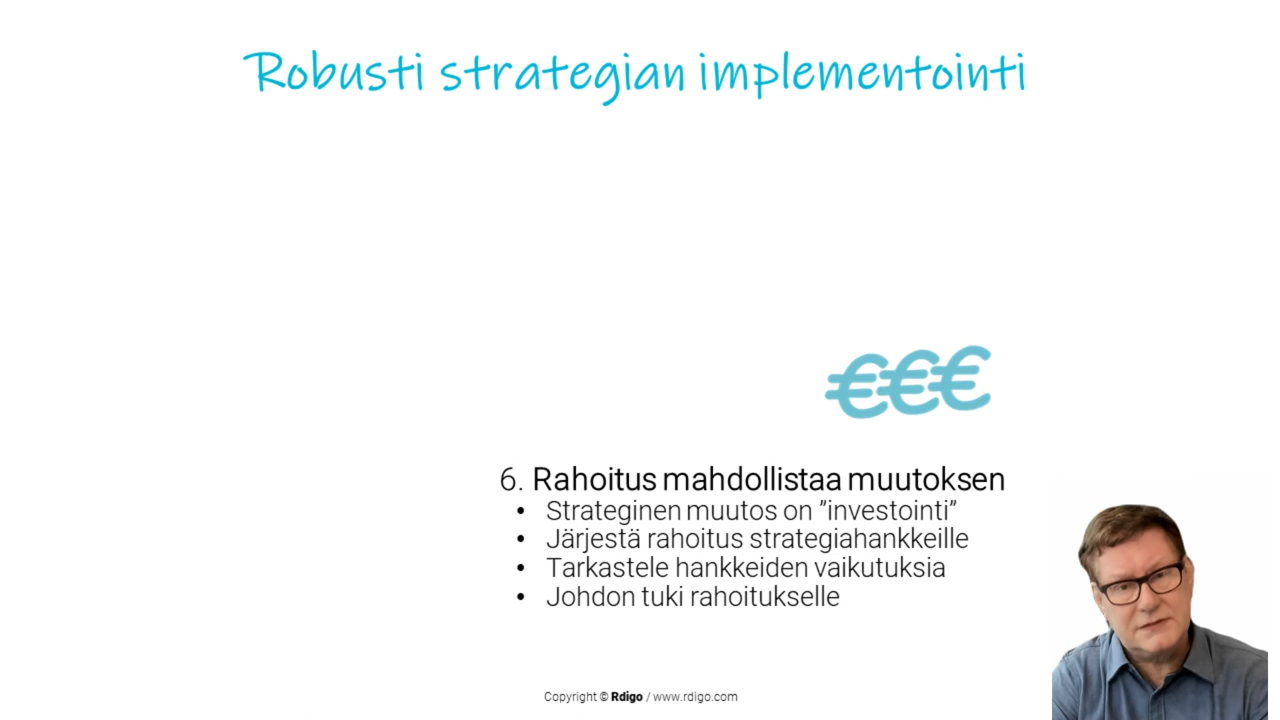 Robusti strategian implementointi
€€€
6. Rahoitus mahdollistaa muutoksen
• Strateginen muutos on ”investointi”
• Järjestä rahoitus strategiahankkeille
• Tarkastele hankkeiden vaikutuksia
• Johdon tuki rahoitukselle
Copyright © Rdigo / www.rdigo.com